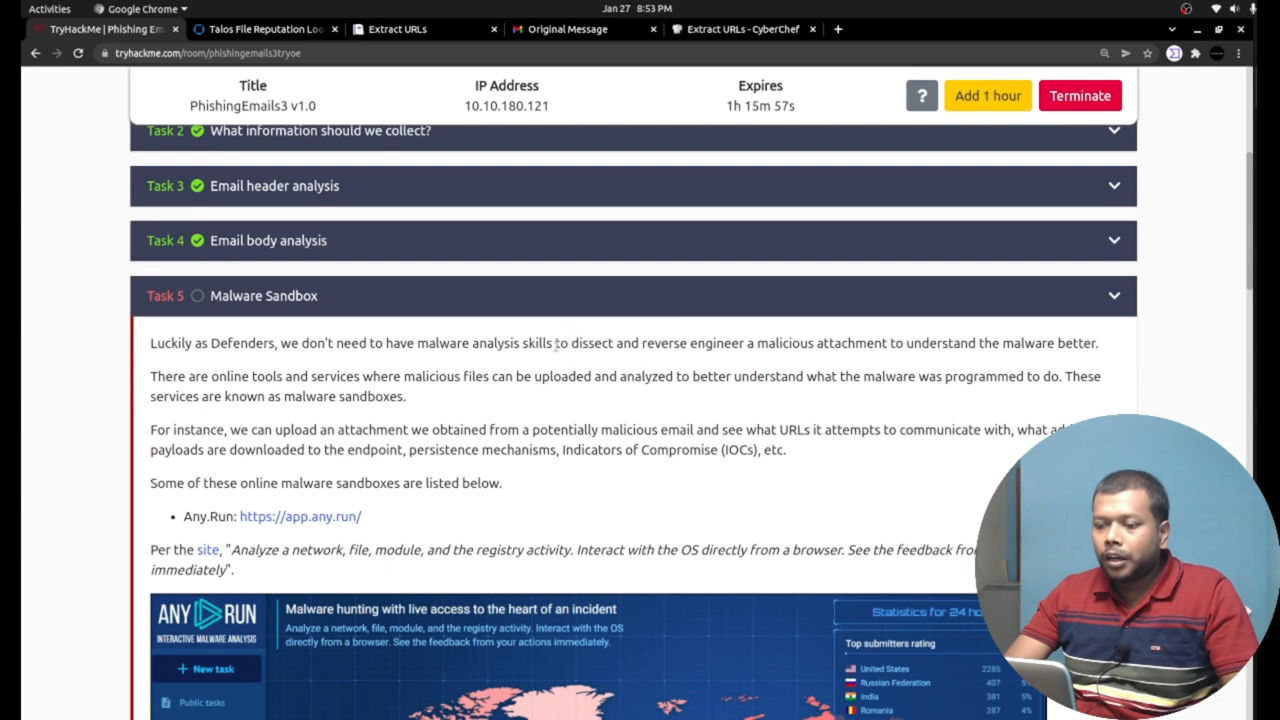 Activities
Google Chrome
Jan 27 8:53 PM
TryHackMe | Phishing Em
Talos File Reputation Loo
Extract URLs
Original Message
Extract URLs - CyberChef
tryhackme.com/room/phishingemails3tryoe
Title
IP Address
Expires
PhishingEmails3 v1.0
10.10.180.121
1h 15m 57s
?
Add 1 hour
Terminate
Task 2 What information should we collect?
Task 3 Email header analysis
Task 4 Email body analysis
Task 5 Malware Sandbox
Luckily as Defenders, we don't need to have malware analysis skills to dissect and reverse engineer a malicious attachment to understand the malware better.
There are online tools and services where malicious files can be uploaded and analyzed to better understand what the malware was programmed to do. These
services are known as malware sandboxes.
For instance, we can upload an attachment we obtained from a potentially malicious email and see what URLs it attempts to communicate with, what
payloads are downloaded to the endpoint, persistence mechanisms, Indicators of Compromise (IOCs), etc.
Some of these online malware sandboxes are listed below.
• Any.Run: https://app.any.run/
Per the site, "Analyze a network, file, module, and the registry activity. Interact with the OS directly from a browser. See the feedback
immediately".
ANY RUN
INTERACTIVE MALWARE ANALYSIS
Malware hunting with live access to the heart of an incident
Analyze a network, file, module, and the registry activity. Interact with the OS
directly from a browser. See the feedback from your actions immediately.
Statistics for 24 ho
Top submitters rating
+ New task
United States 2285
Russian Federation 407
Public tasks
India 381 5%
Romania 287 4%